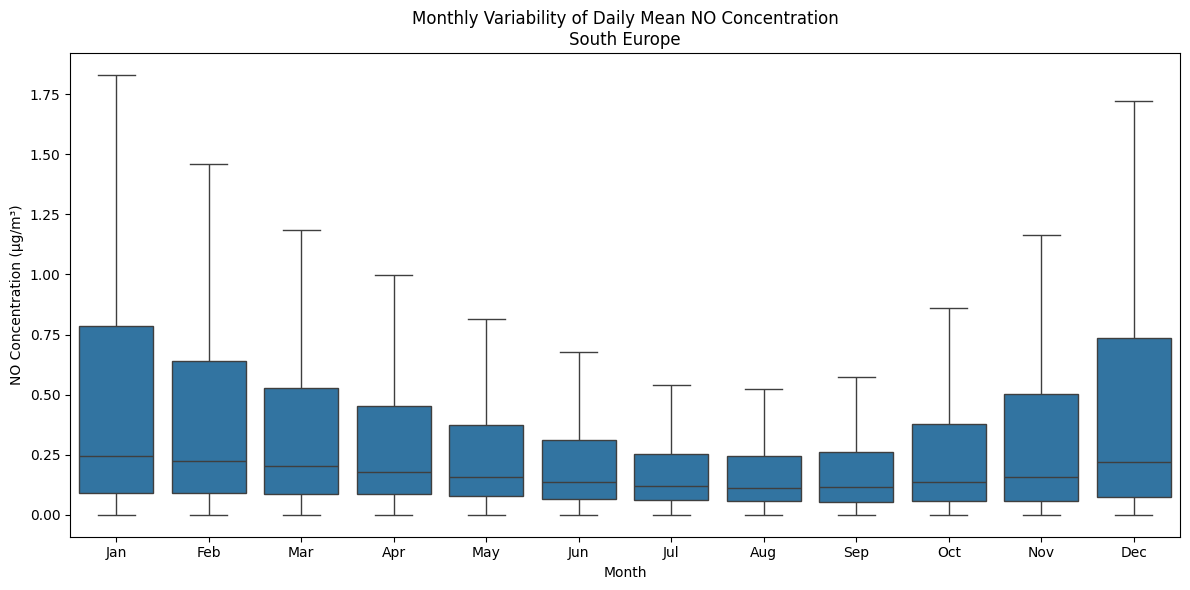 Monthly Variability of Daily Mean NO Concentration
South Europe
NO Concentration (µg/m³)
1.75
1.50
1.25
1.00
0.75
0.50
0.25
0.00
Jan Feb Mar Apr May Jun Jul Aug Sep Oct Nov Dec
Month